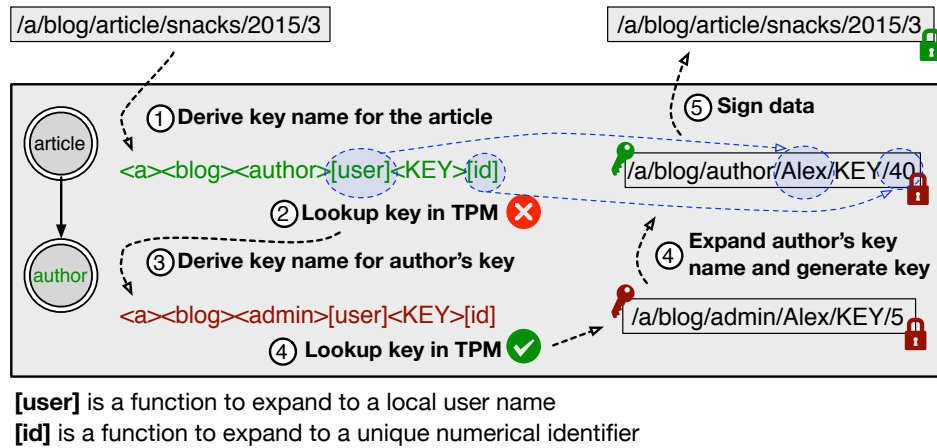 /a/blog/article/snacks/2015/3
/a/blog/article/snacks/2015/3
① Derive key name for the article
⑤ Sign data
article
<a><blog><author>[user]<KEY>[id]
/a/blog/author/Alex/KEY/40
② Lookup key in TPM
③ Derive key name for author's key
④ Expand author's key
name and generate key
author
<a><blog><admin>[user]<KEY>[id]
/a/blog/admin/Alex/KEY/5
④ Lookup key in TPM
[user] is a function to expand to a local user name
[id] is a function to expand to a unique numerical identifier